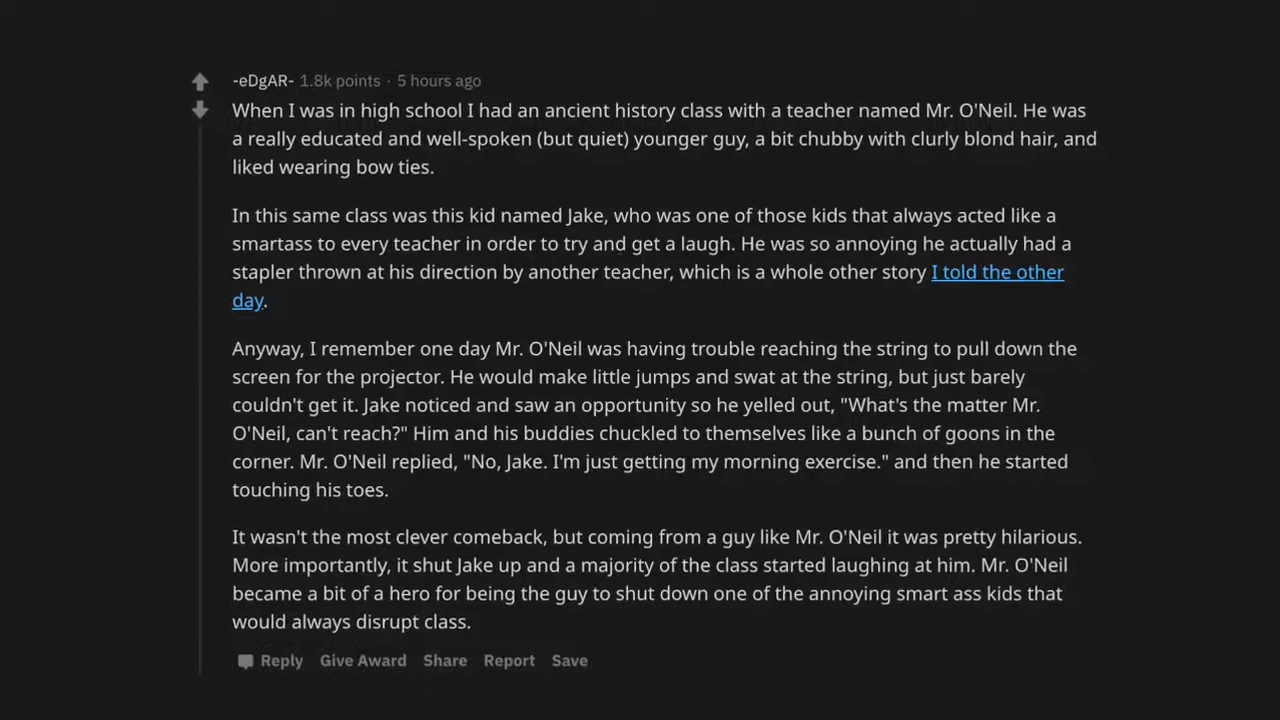 -eDgAR- 1.8k points · 5 hours ago
When I was in high school I had an ancient history class with a teacher named Mr. O'Neil. He was
a really educated and well-spoken (but quiet) younger guy, a bit chubby with clurly blond hair, and
liked wearing bow ties.
In this same class was this kid named Jake, who was one of those kids that always acted like a
smartass to every teacher in order to try and get a laugh. He was so annoying he actually had a
stapler thrown at his direction by another teacher, which is a whole other story I told the other
day.
Anyway, I remember one day Mr. O'Neil was having trouble reaching the string to pull down the
screen for the projector. He would make little jumps and swat at the string, but just barely
couldn't get it. Jake noticed and saw an opportunity so he yelled out, "What's the matter Mr.
O'Neil, can't reach?" Him and his buddies chuckled to themselves like a bunch of goons in the
corner. Mr. O'Neil replied, "No, Jake. I'm just getting my morning exercise." and then he started
touching his toes.
It wasn't the most clever comeback, but coming from a guy like Mr. O'Neil it was pretty hilarious.
More importantly, it shut Jake up and a majority of the class started laughing at him. Mr. O'Neil
became a bit of a hero for being the guy to shut down one of the annoying smart ass kids that
would always disrupt class.
Reply Give Award Share Report Save